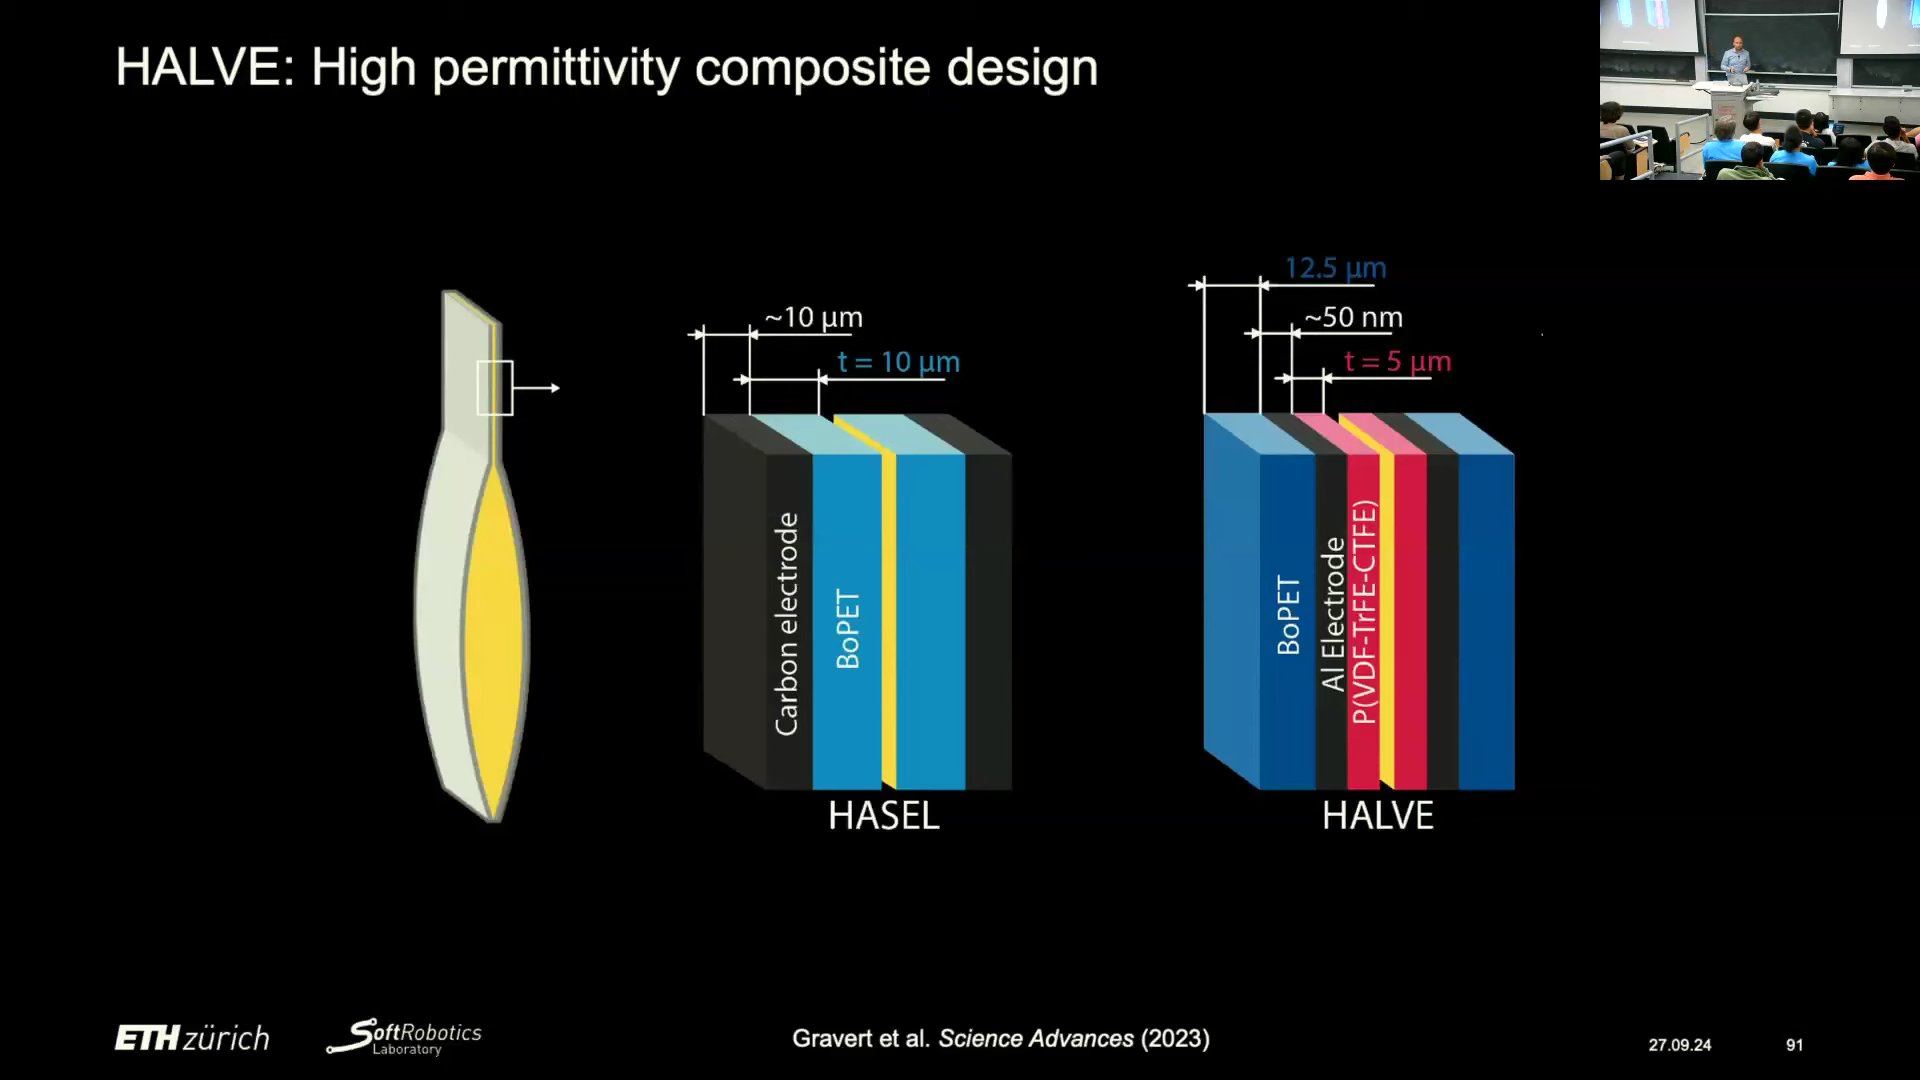 HALVE: High permittivity composite design
~10 µm
t = 10 µm
Carbon electrode
BoPET
HASEL
12.5 µm
~50 nm
t = 5 µm
BoPET
Al Electrode
P(VDF-TrFE-CTFE)
HALVE
ETH zürich
SoftRobotics
Laboratory
Gravert et al. Science Advances (2023)
27.09.24
91